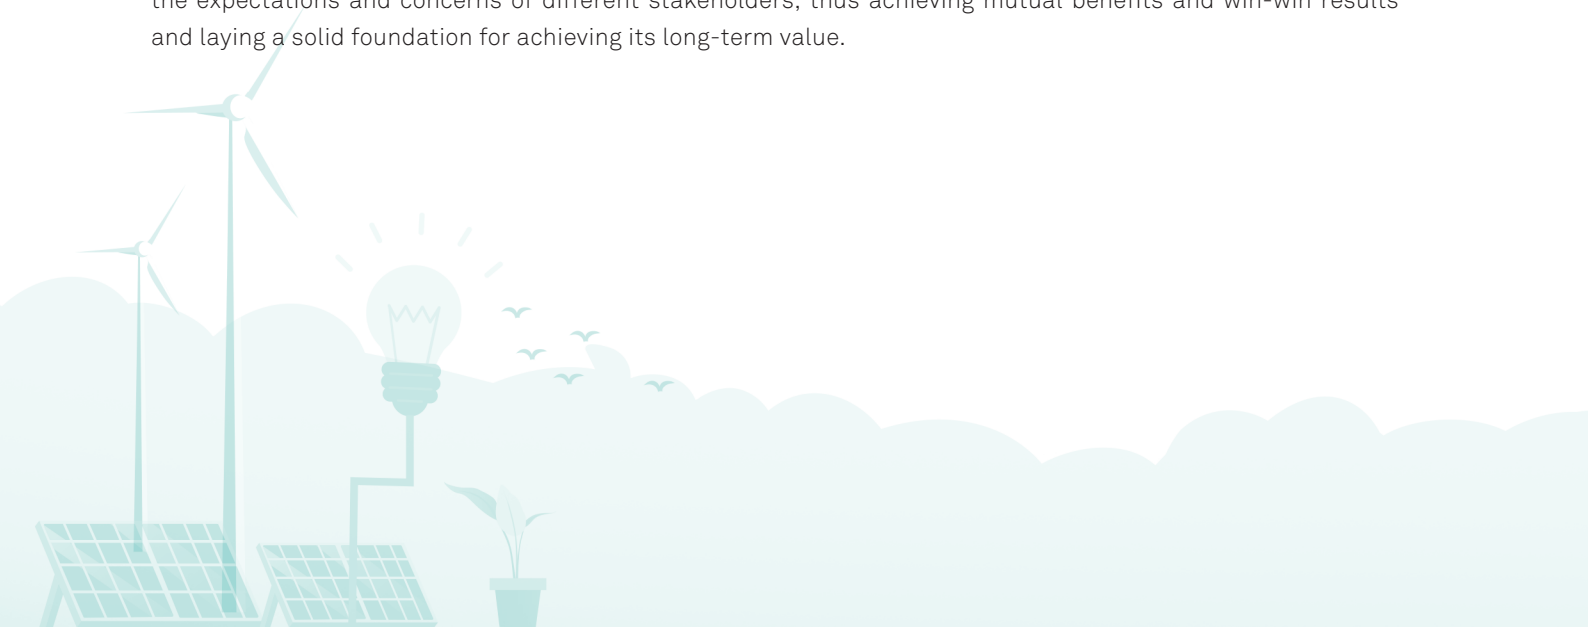 the expectations and concerns of different stakeholders, thus achieving mutual benefits and win-win results
and laying a solid foundation for achieving its long-term value.